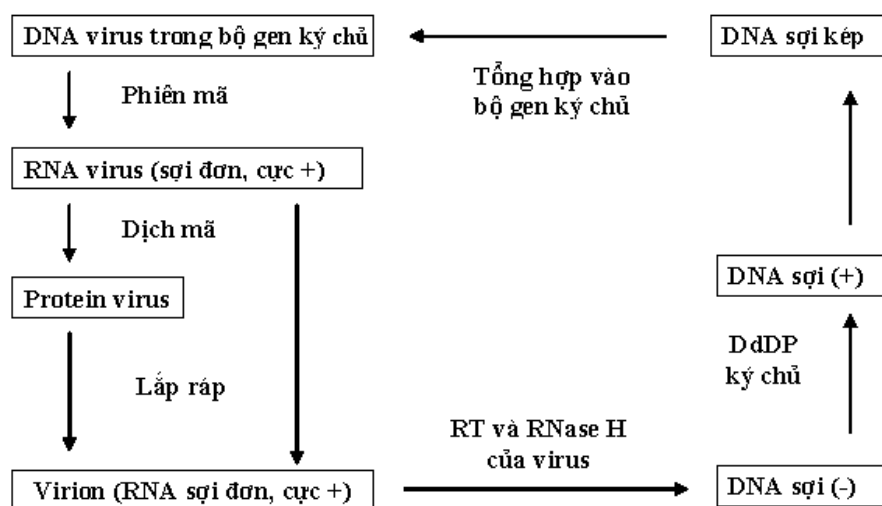 DNA virus trong bộ gen ký chủ
DNA sợi kép
Tổng hợp vào
bộ gen ký chủ
Phiên mã
RNA virus (sợi đơn, cực +)
Dịch mã
Protein virus
DNA sợi (+)
Lắp ráp
DdDP
ký chủ
RT và RNase H
của virus
Virion (RNA sợi đơn, cực +)
DNA sợi (-)